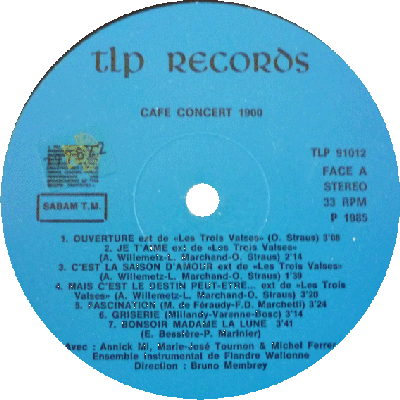 tlp RECORDS
CAFE CONCERT 1900
TLP 91012
FACE A
STEREO
33 RPM
P 1985
SABAM T.M.
1. OUVERTURE ext de «Les Trois Valses» (O. Straus) 3'08
2. JE T'AIME ext de «Les Trois Valses»
(A. Willemetz-L. Marchand-O. Straus) 2'14
3. C'EST LA SAISON D'AMOUR ext de «Les Trois Valses»
(A. Willemetz-L. Marchand-O. Straus) 1'39
4. MAIS C'EST LE DESTIN PEUT-ETRE... ext de «Les Trois
Valses» (A. Willemetz-L. Marchand-O. Straus) 3'20
5. FASCINATION (M. de Féraudy-F.D. Marchetti) 3'24
6. GRISERIE (Millandy-Varenne-Bosc) 3'14
7. BONSOIR MADAME LA LUNE 3'41
(E. Bessière-P. Marinier)
Avec : Annick MI, Marie-José Tournon & Michel Ferrer
Ensemble instrumental de Flandre Wallonne
Direction : Bruno Membrey